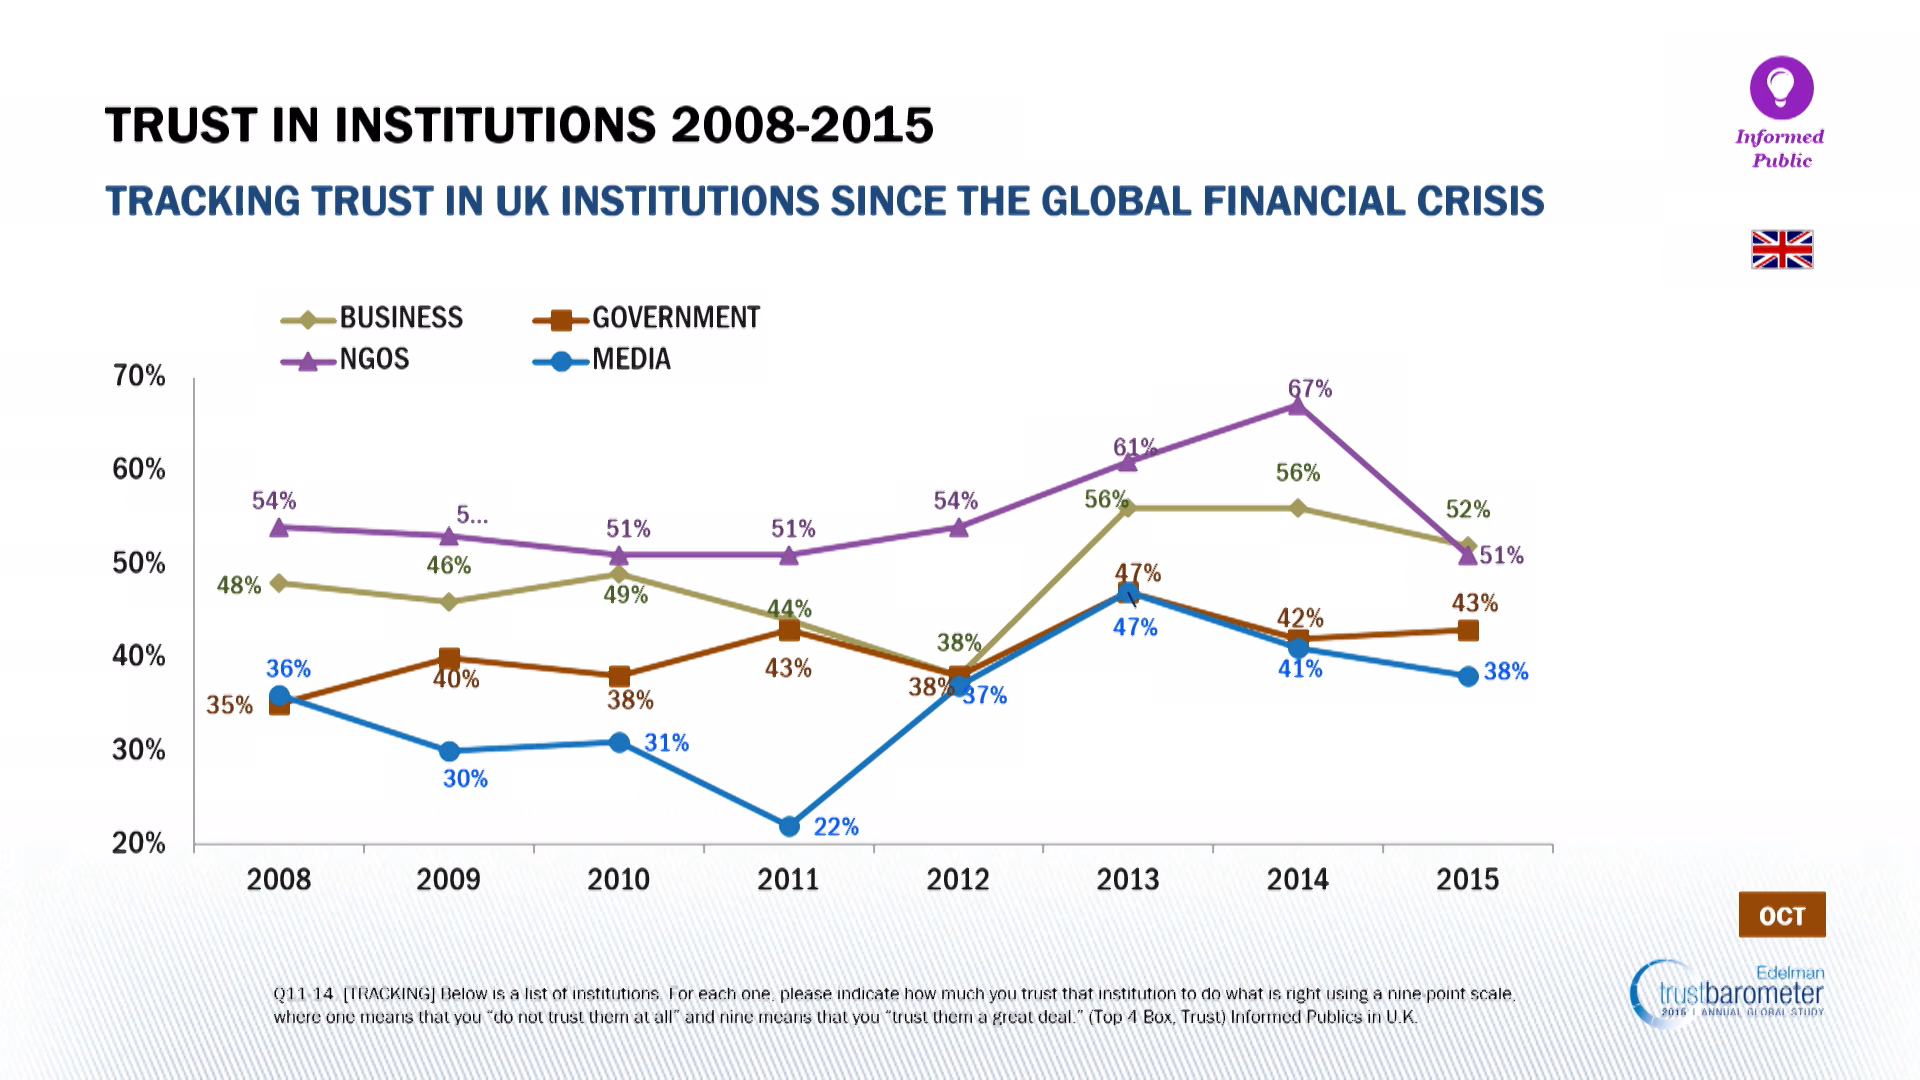 TRUST IN INSTITUTIONS 2008-2015
Informed
Public
TRACKING TRUST IN UK INSTITUTIONS SINCE THE GLOBAL FINANCIAL CRISIS
BUSINESS GOVERNMENT
NGOS MEDIA
70%
60%
50%
40%
30%
20%
54% 5... 51% 51% 54% 61% 67% 51%
48% 46% 49% 44% 38% 56% 56% 52%
35% 40% 38% 43% 38% 47% 42% 43%
36% 30% 31% 22% 37% 47% 41% 38%
2008 2009 2010 2011 2012 2013 2014 2015
OCT
Q11-14. [TRACKING] Below is a list of institutions. For each one, please indicate how much you trust that institution to do what is right using a nine-point scale,
where one means that you “do not trust them at all” and nine means that you “trust them a great deal.” (Top 4 Box, Trust) Informed Publics in U.K.
Edelman
trustbarometer
2015 | ANNUAL GLOBAL STUDY